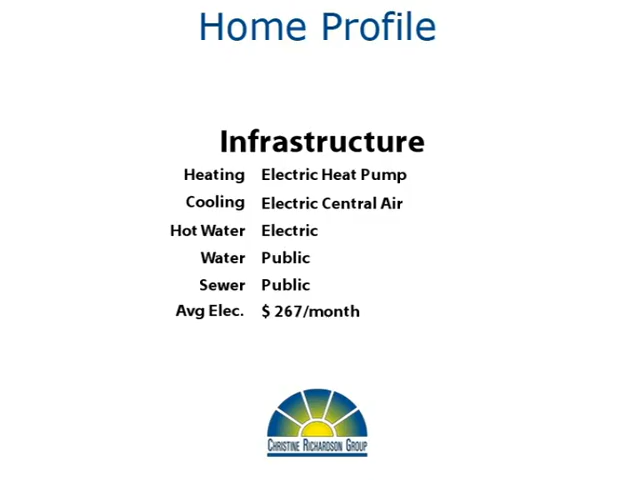 Home Profile
Infrastructure
Heating Electric Heat Pump
Cooling Electric Central Air
Hot Water Electric
Water Public
Sewer Public
Avg Elec. $ 267/month
CHRISTINE RICHARDSON GROUP